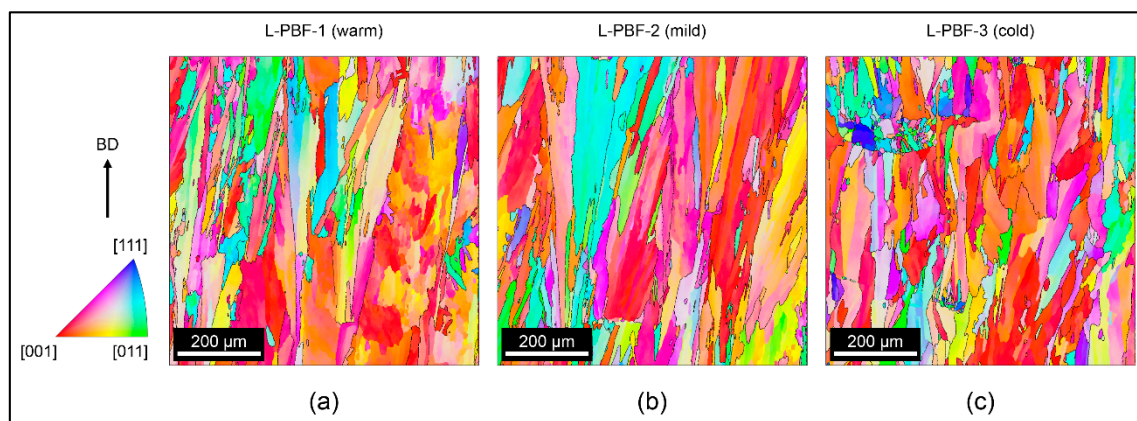 L-PBF-1 (warm)
L-PBF-2 (mild)
L-PBF-3 (cold)
BD
[111]
[001]
[011]
200 µm
200 µm
200 µm
(a)
(b)
(c)